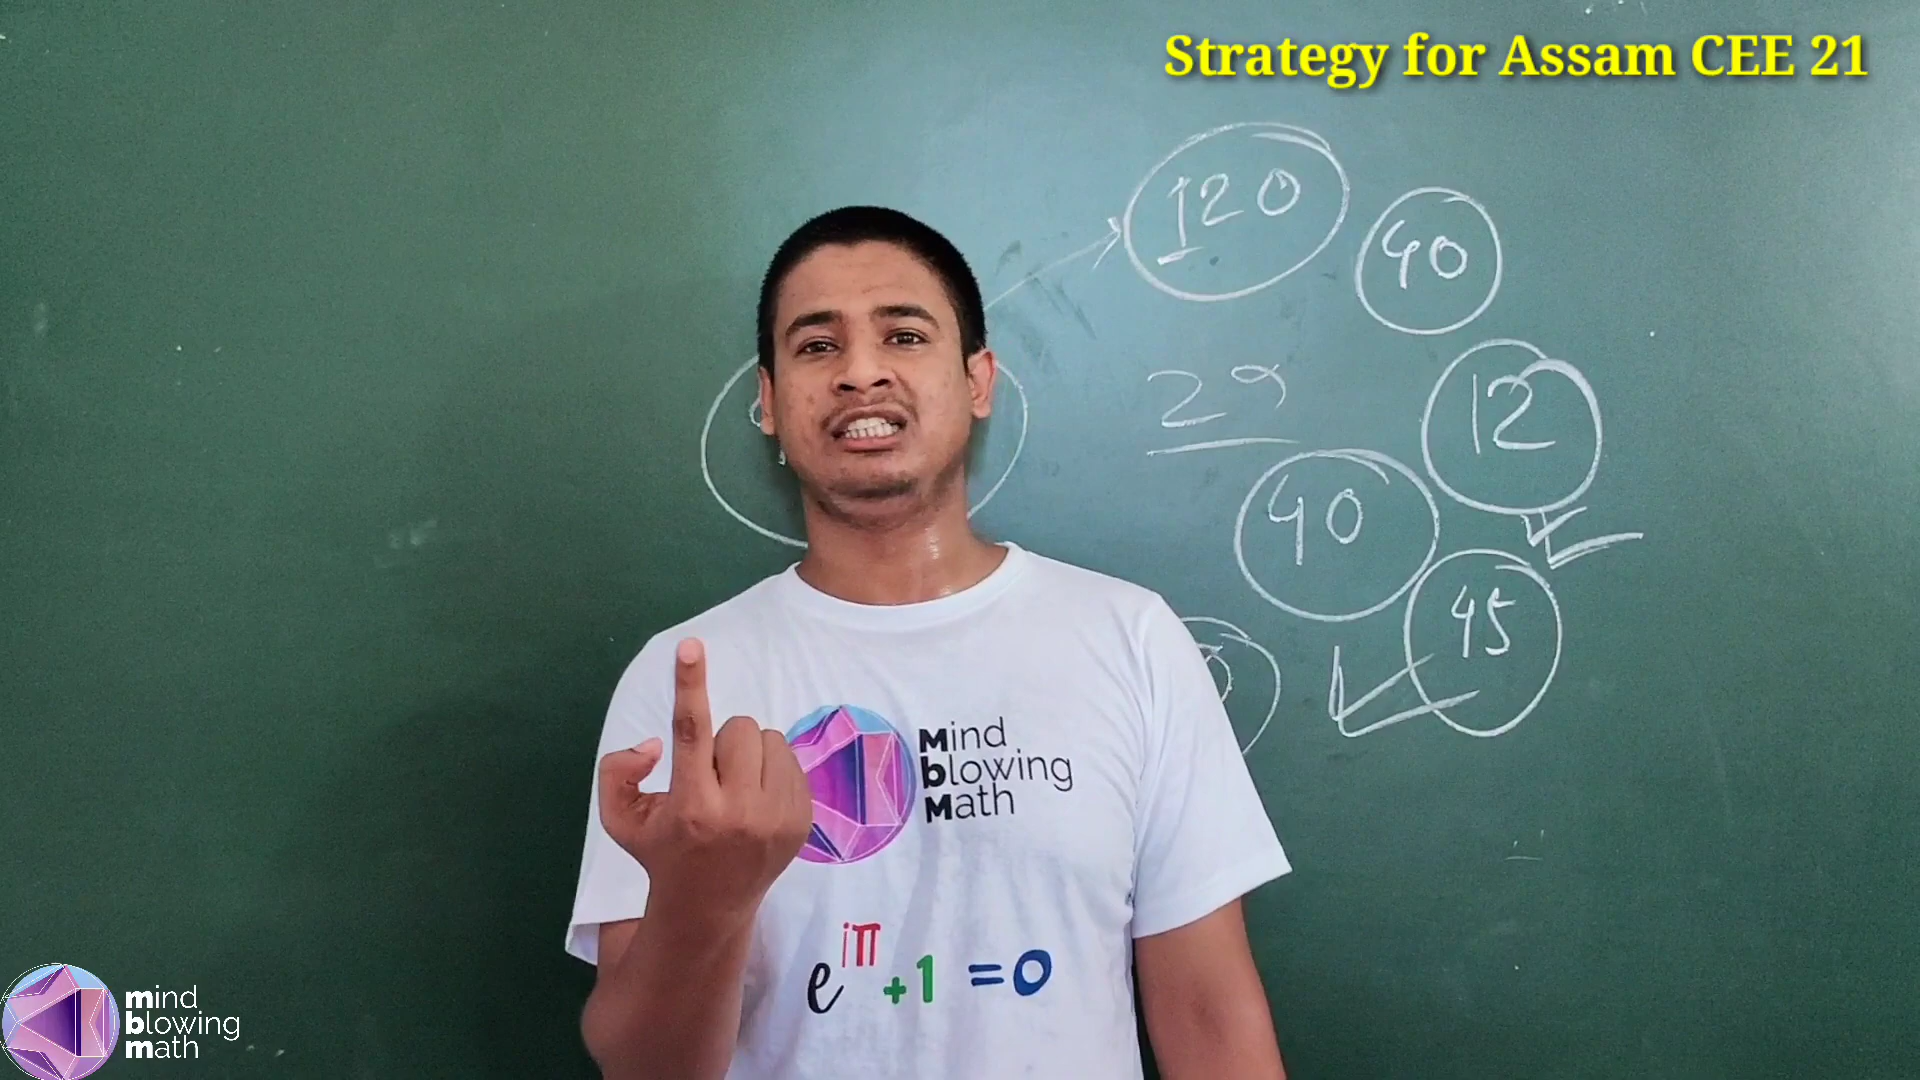 Strategy for Assam CEE 21
120
40
29
12
40
45
Mind
blowing
Math
e^iπ +1 =0
mind
blowing
math